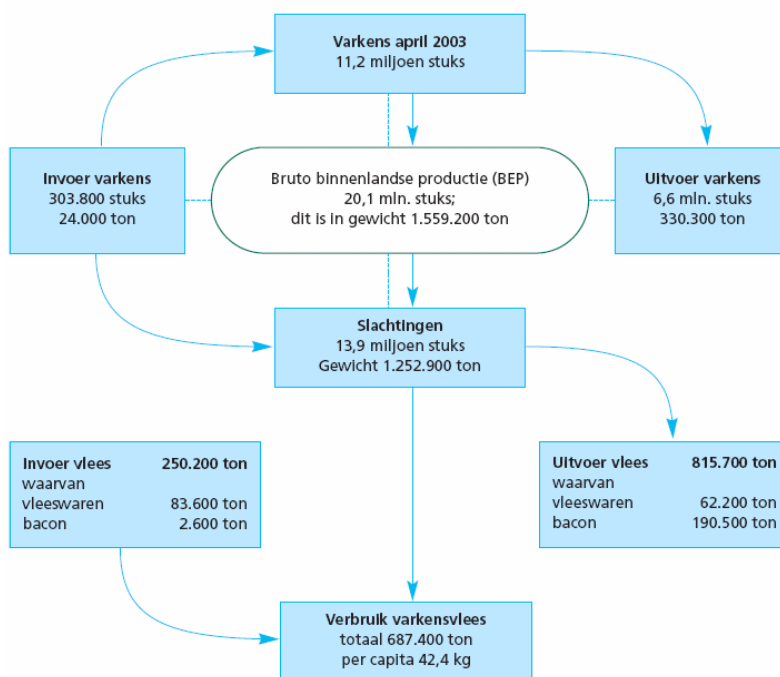 Varkens april 2003
11,2 miljoen stuks
Invoer varkens
303.800 stuks
24.000 ton
Bruto binnenlandse productie (BEP)
20,1 mln. stuks;
dit is in gewicht 1.559.200 ton
Uitvoer varkens
6,6 mln. stuks
330.300 ton
Slachtingen
13,9 miljoen stuks
Gewicht 1.252.900 ton
Invoer vlees 250.200 ton
waarvan
vleeswaren 83.600 ton
bacon 2.600 ton
Uitvoer vlees 815.700 ton
waarvan
vleeswaren 62.200 ton
bacon 190.500 ton
Verbruik varkensvlees
totaal 687.400 ton
per capita 42,4 kg